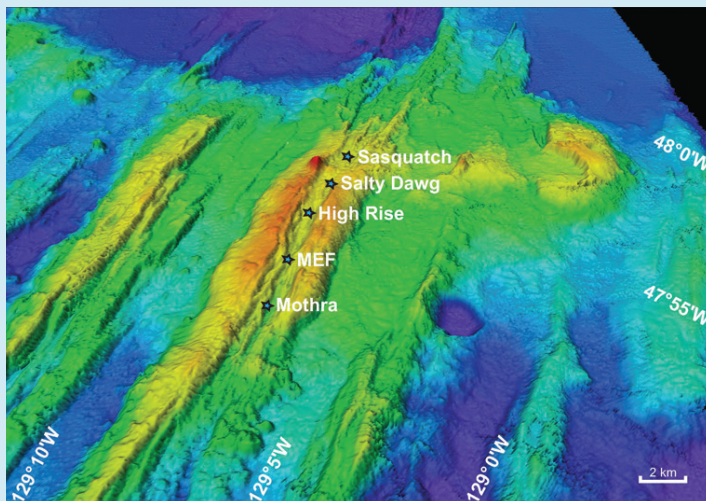 Sasquatch
Salty Dawg
High Rise
MEF
Mothra
48°0'W
47°55'W
129°10'W
129°5'W
129°0'W
2 km